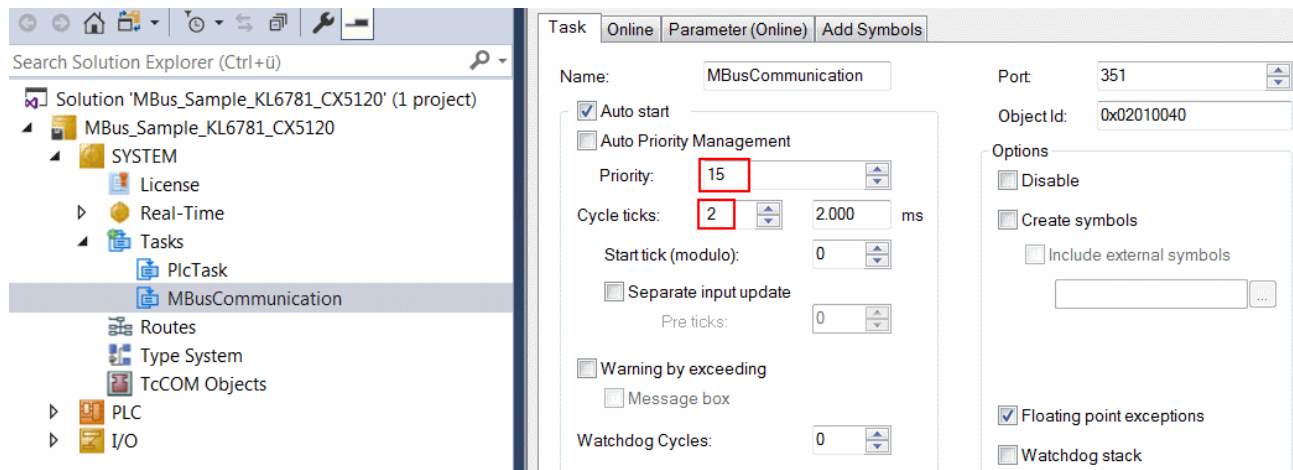 Search Solution Explorer (Ctrl+ü)
Solution 'MBus_Sample_KL6781_CX5120' (1 project)
MBus_Sample_KL6781_CX5120
SYSTEM
License
Real-Time
Tasks
PlcTask
MBusCommunication
Routes
Type System
TcCOM Objects
PLC
I/O
Task Online Parameter (Online) Add Symbols
Name: MBusCommunication
Auto start
Auto Priority Management
Priority: 15
Cycle ticks: 2 2.000 ms
Start tick (modulo): 0
Separate input update
Pre ticks: 0
Warning by exceeding
Message box
Watchdog Cycles: 0
Port: 351
Object Id: 0x02010040
Options
Disable
Create symbols
Include external symbols
...
Floating point exceptions
Watchdog stack